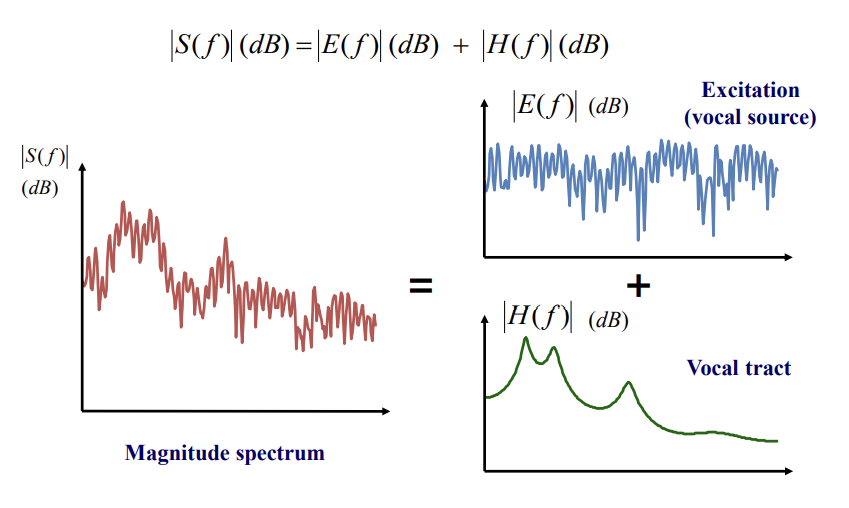 |S(f)| (dB) = |E(f)| (dB) + |H(f)| (dB)
|E(f)| (dB)
Excitation
(vocal source)
|S(f)|
(dB)
=
+
|H(f)| (dB)
Vocal tract
Magnitude spectrum